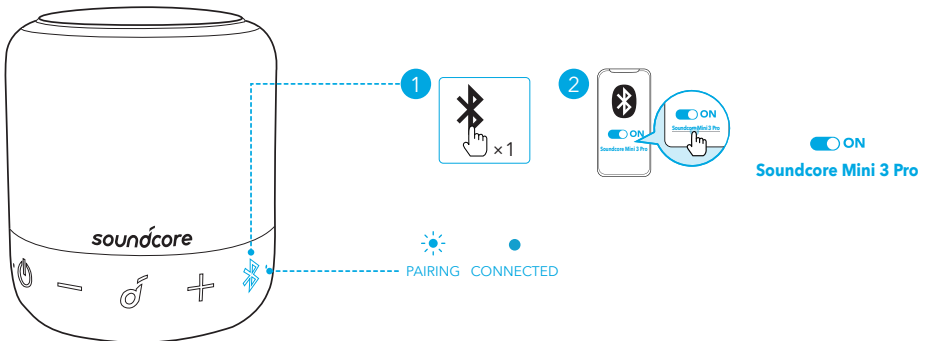 soundcore
1
×1
PAIRING CONNECTED
2
ON
Soundcore Mini 3 Pro
ON
Soundcore Mini 3 Pro
ON
Soundcore Mini 3 Pro